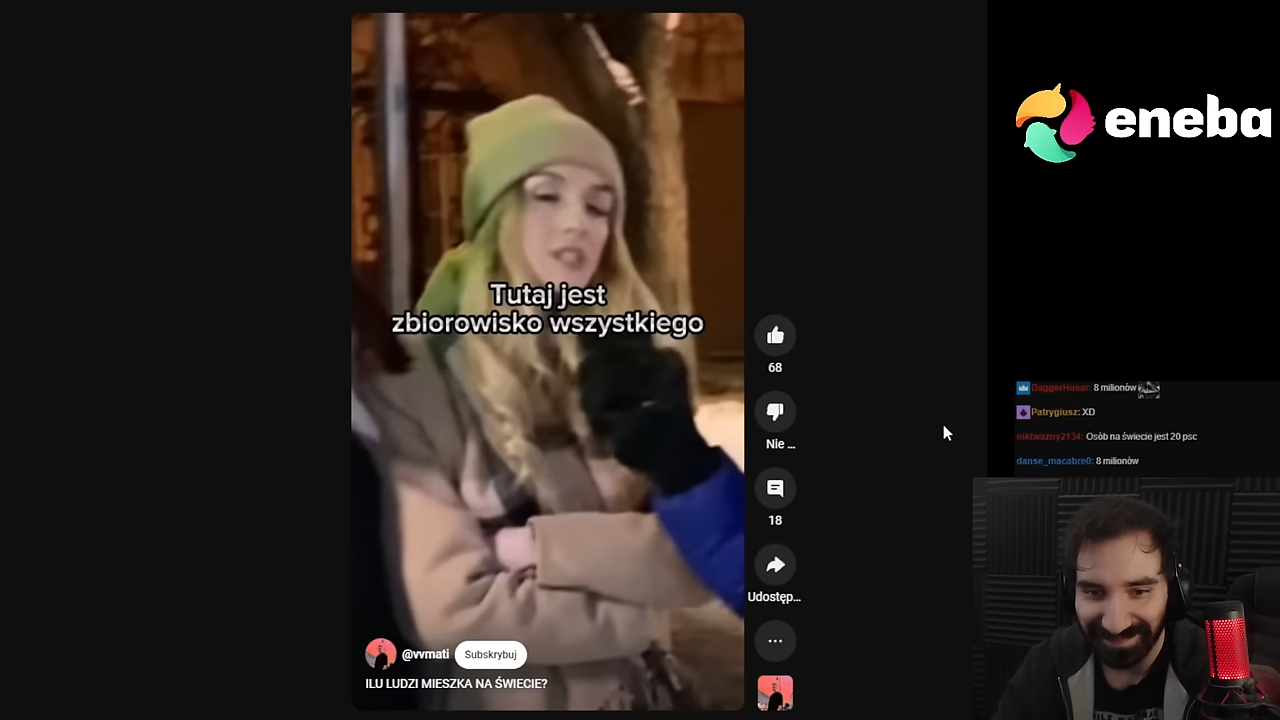 eneba
Tutaj jest
zbiorowisko wszystkiego
68
Nie ...
18
Udostęp...
DaggerHusar: 8 milionów
Patrygiusz: XD
niktwazny2134: Osób na świecie jest 20 psc
danse_macabre0: 8 milionów
@vvmati
Subskrybuj
ILU LUDZI MIESZKA NA ŚWIECIE?